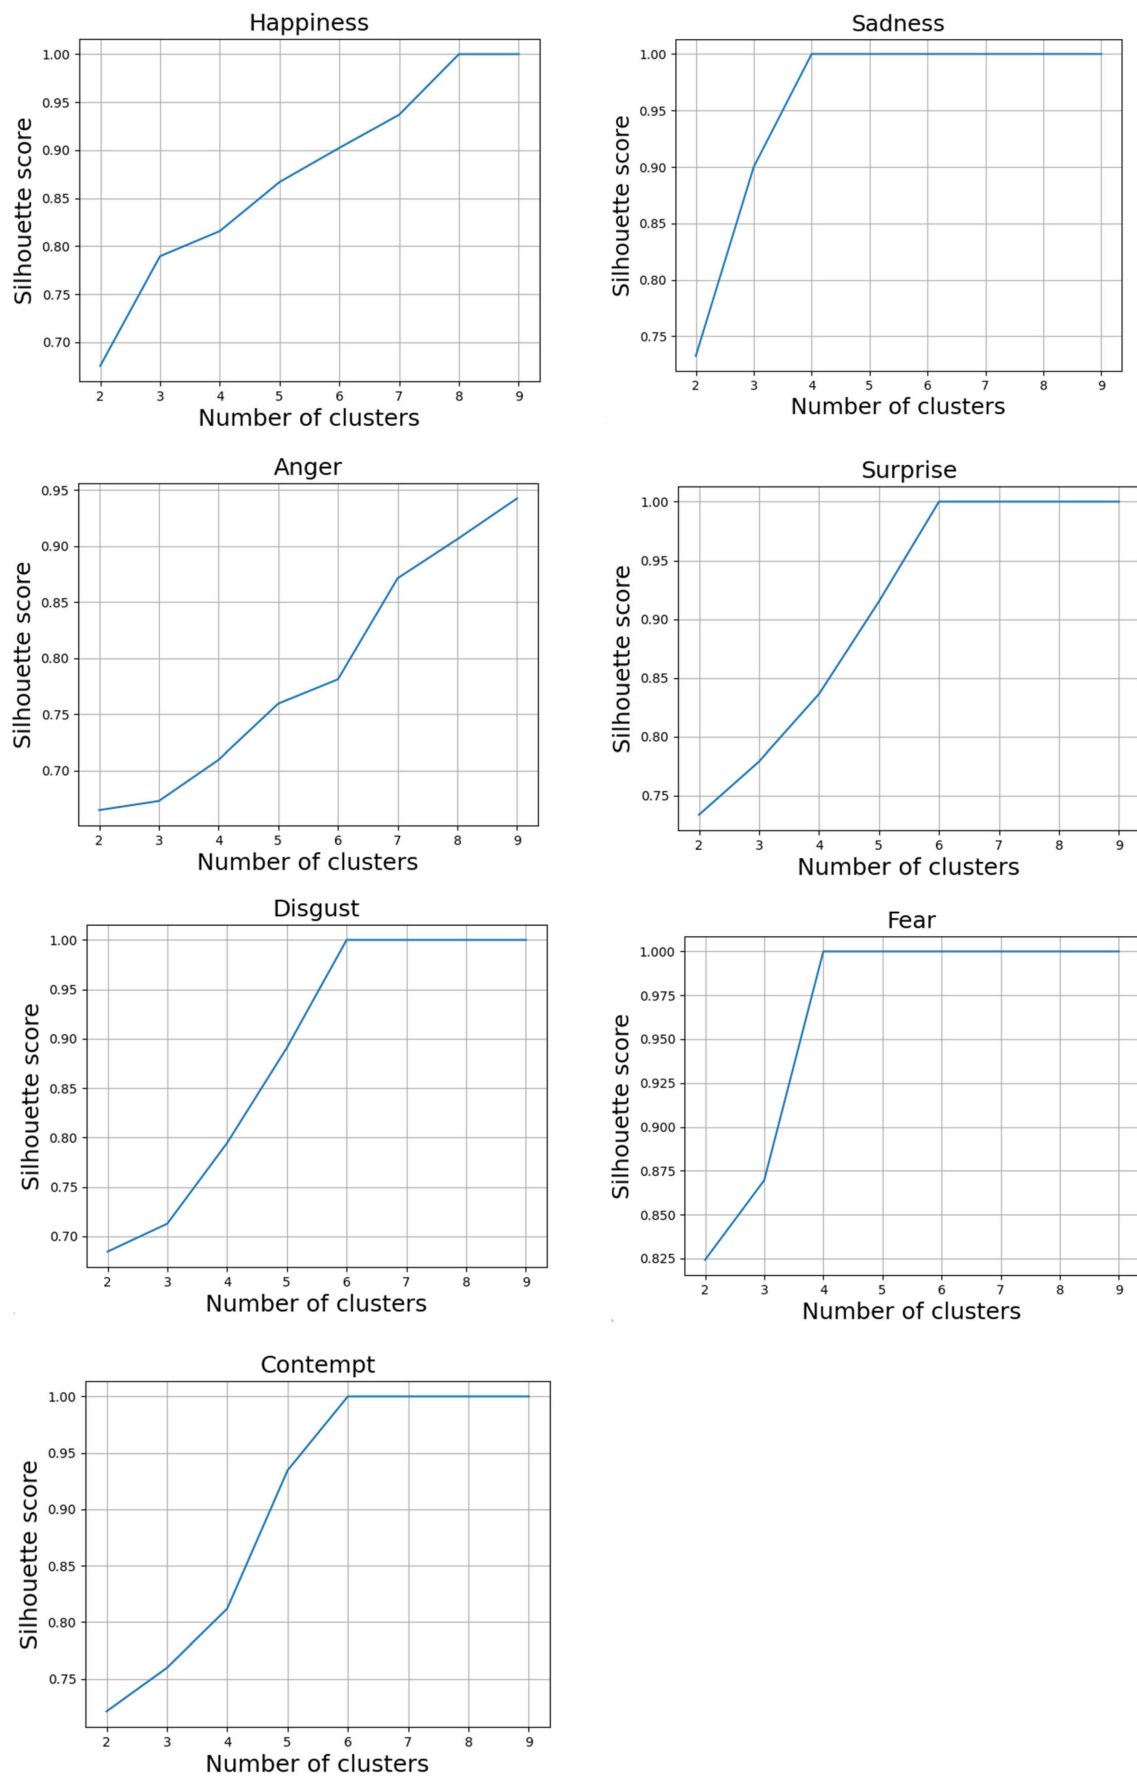 Happiness
1.00
0.95
0.90
0.85
0.80
0.75
0.70
Silhouette score
2 3 4 5 6 7 8 9
Number of clusters
Sadness
1.00
0.95
0.90
0.85
0.80
0.75
Silhouette score
2 3 4 5 6 7 8 9
Number of clusters
Anger
0.95
0.90
0.85
0.80
0.75
0.70
Silhouette score
2 3 4 5 6 7 8 9
Number of clusters
Surprise
1.00
0.95
0.90
0.85
0.80
0.75
Silhouette score
2 3 4 5 6 7 8 9
Number of clusters
Disgust
1.00
0.95
0.90
0.85
0.80
0.75
0.70
Silhouette score
2 3 4 5 6 7 8 9
Number of clusters
Fear
1.000
0.975
0.950
0.925
0.900
0.875
0.850
0.825
Silhouette score
2 3 4 5 6 7 8 9
Number of clusters
Contempt
1.00
0.95
0.90
0.85
0.80
0.75
Silhouette score
2 3 4 5 6 7 8 9
Number of clusters